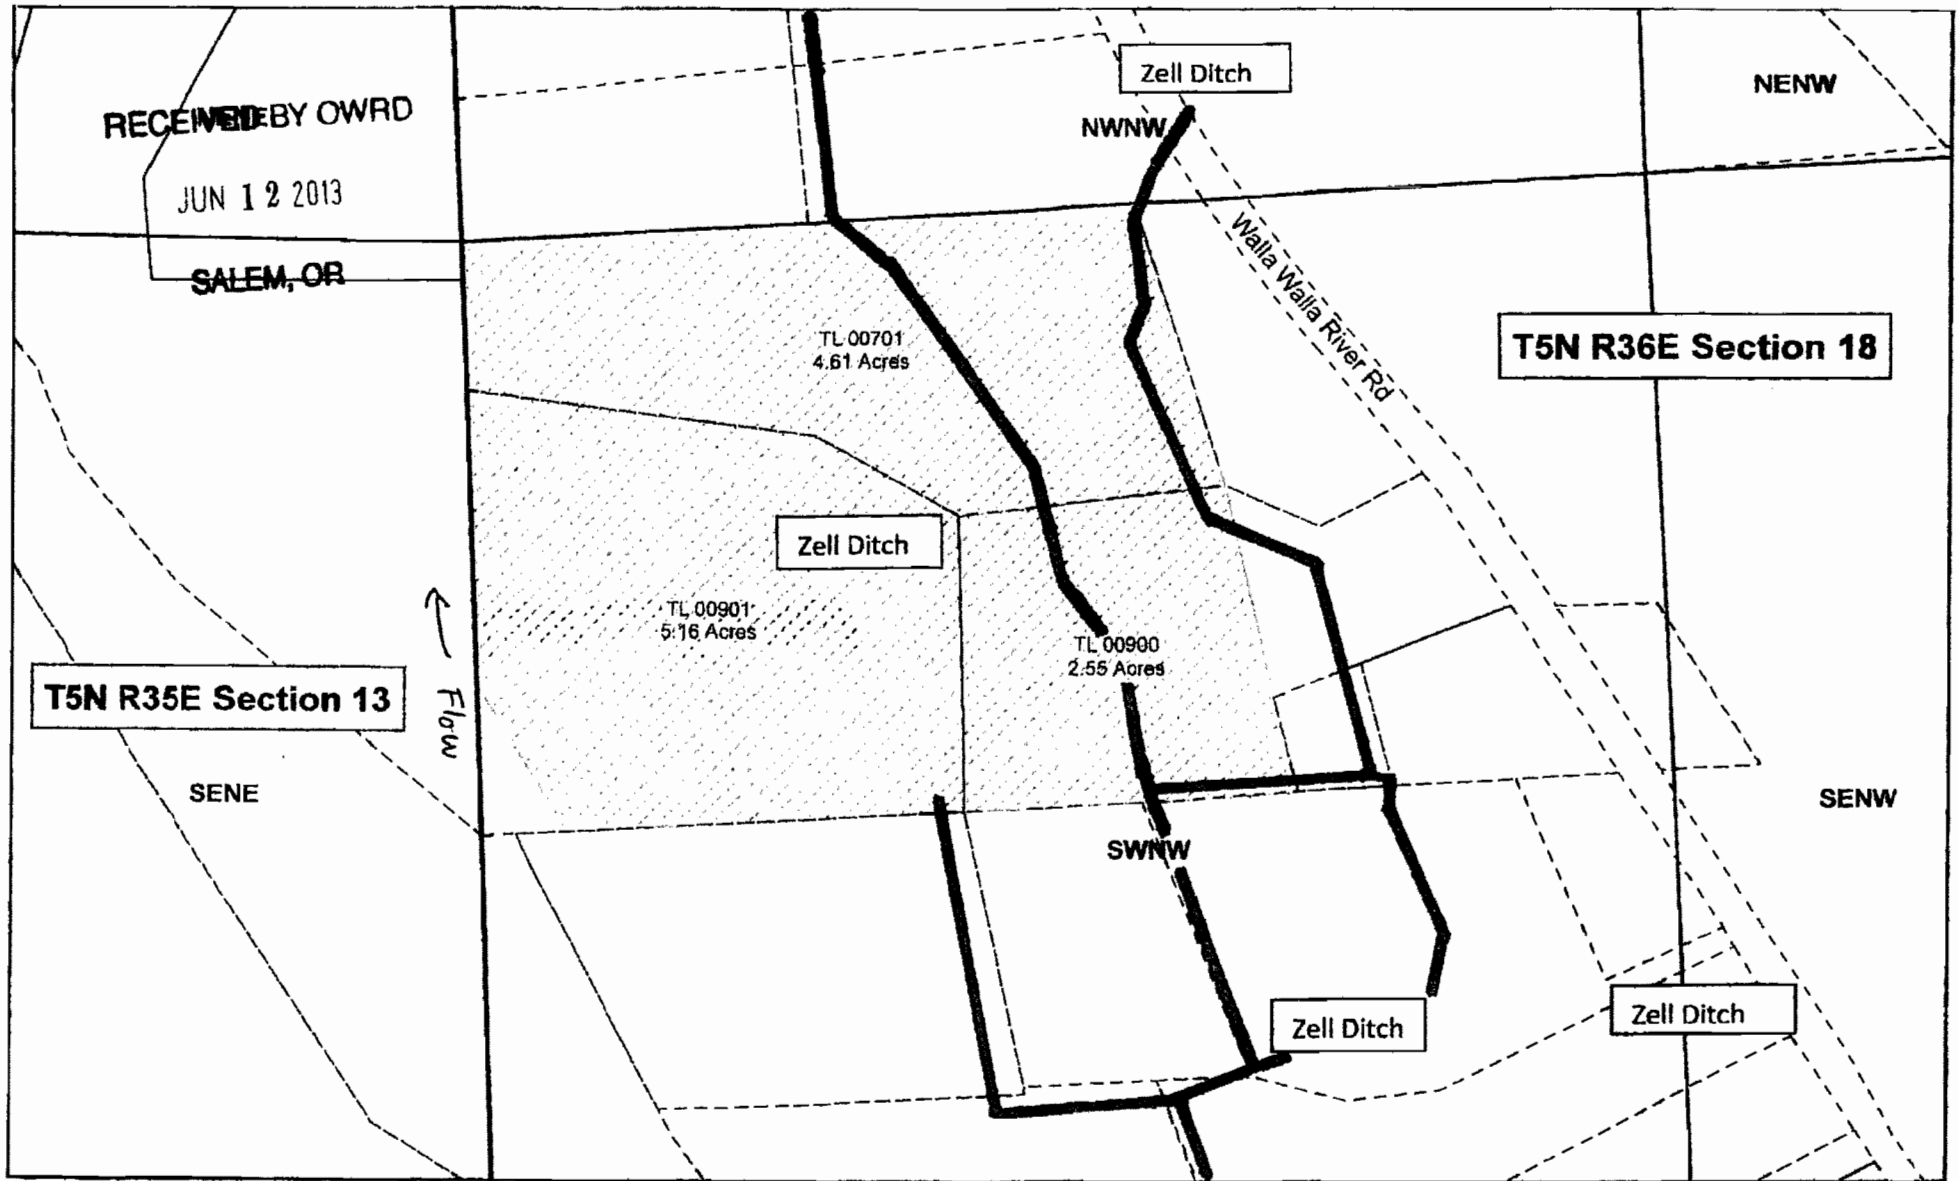 Zell Ditch
NENW
RECEIVED BY OWRD
NWNW
JUN 12 2013
SALEM, OR
Walla Walla River Rd
TL 00701
4.61 Acres
T5N R36E Section 18
Zell Ditch
TL 00901
5.16 Acres
TL 00900
2.55 Acres
T5N R35E Section 13
← Flow
SENE
SENW
SWNW
Zell Ditch
Zell Ditch